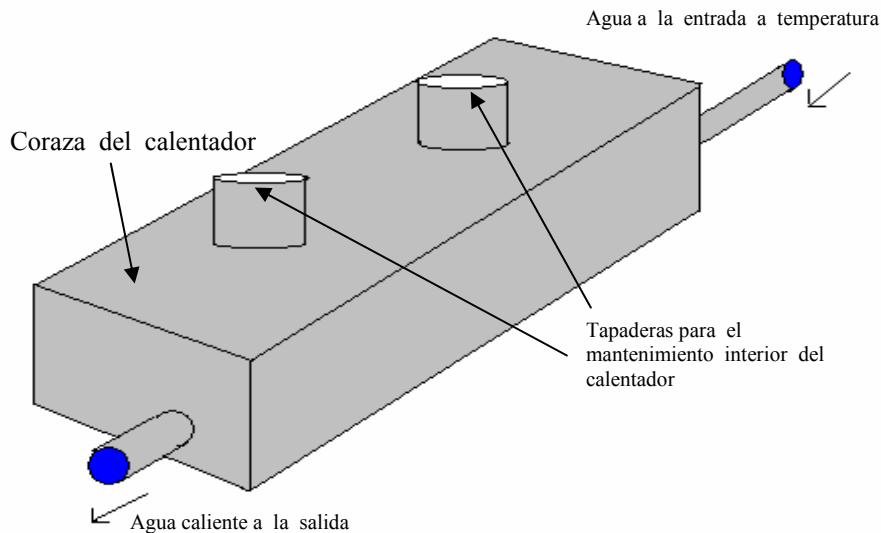 Agua a la entrada a temperatura
Coraza del calentador
Tapaderas para el
mantenimiento interior del
calentador
Agua caliente a la salida